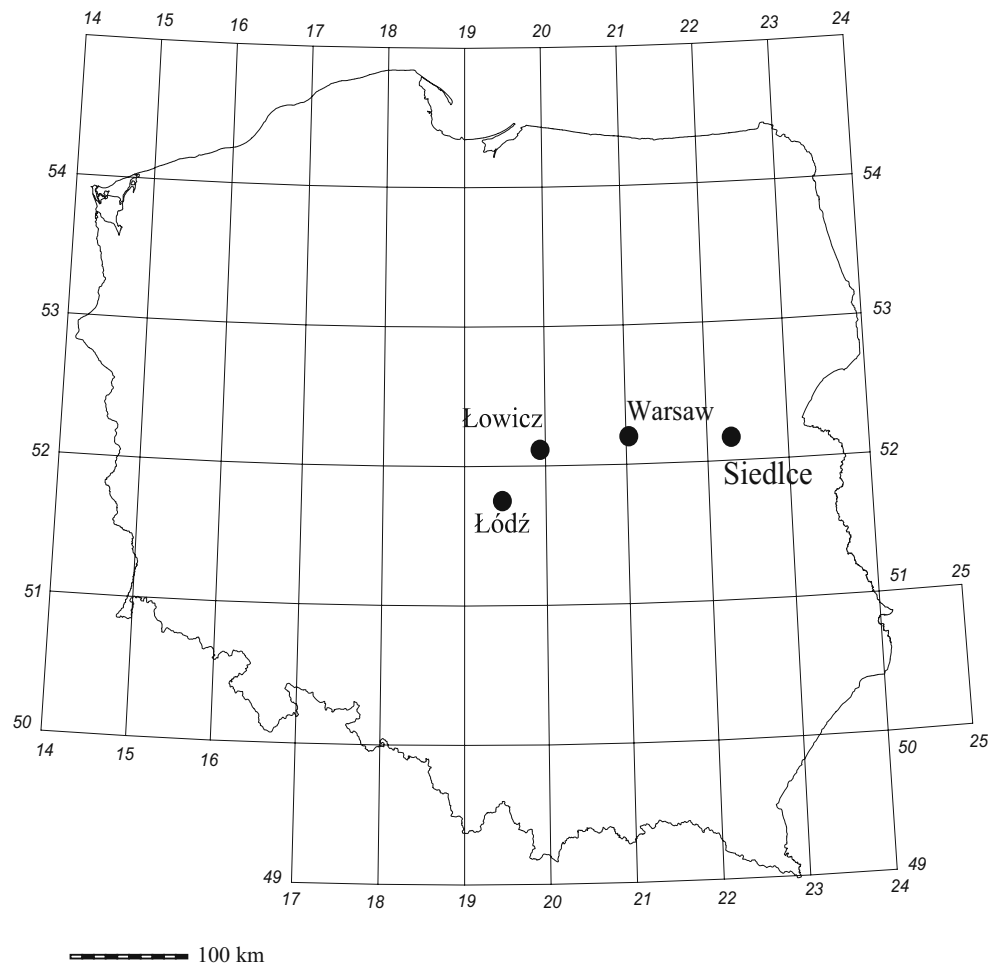 14 15 16 17 18 19 20 21 22 23 24
54 54
53 53
Łowicz Warsaw
52 52
Siedlce
Łódź
51 51 25
50 50 25
14 15 16
49 49
17 18 19 20 21 22 23 24
100 km